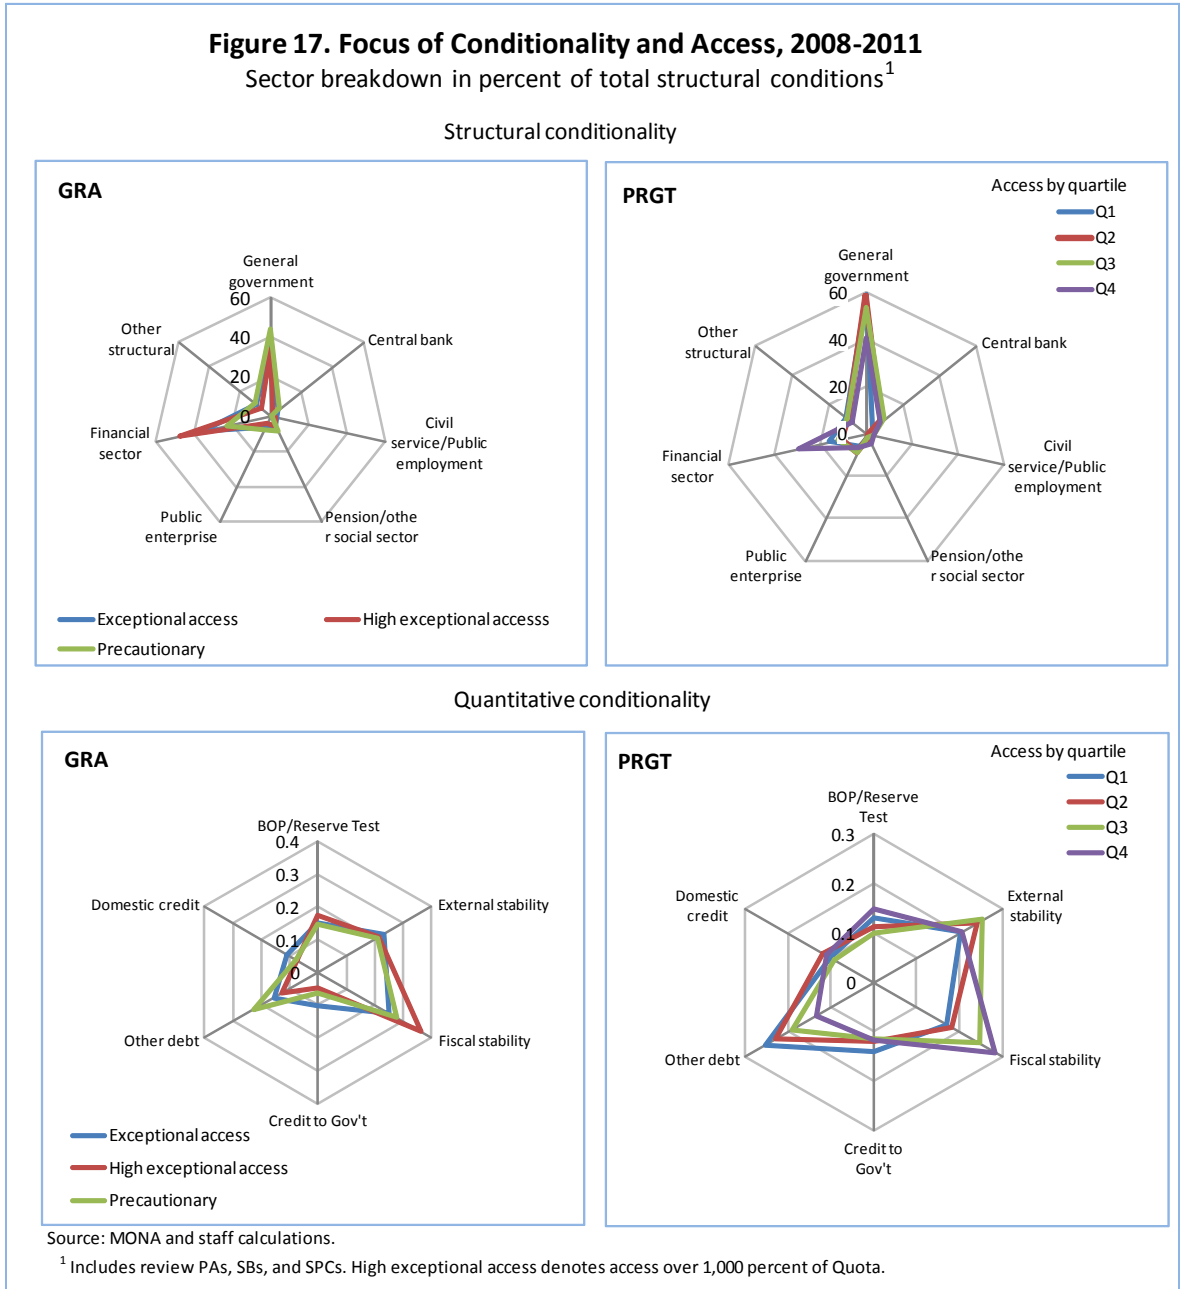 Figure 17. Focus of Conditionality and Access, 2008-2011
Sector breakdown in percent of total structural conditions1
Structural conditionality
GRA
General
government
60
40
20
0
Central bank
Civil
service/Public
employment
Pension/othe
r social sector
Public
enterprise
Financial
sector
Other
structural
Exceptional access
High exceptional accesss
Precautionary
PRGT
Access by quartile
Q1
Q2
Q3
Q4
General
government
60
40
20
0
Central bank
Civil
service/Public
employment
Pension/othe
r social sector
Public
enterprise
Financial
sector
Other
structural
Quantitative conditionality
GRA
BOP/Reserve Test
0.4
0.3
0.2
0.1
0
External stability
Fiscal stability
Credit to Gov't
Other debt
Domestic credit
Exceptional access
High exceptional access
Precautionary
PRGT
Access by quartile
Q1
Q2
Q3
Q4
BOP/Reserve
Test
0.3
0.2
0.1
0
External
stability
Fiscal stability
Credit to
Gov't
Other debt
Domestic
credit
Source: MONA and staff calculations.
1 Includes review PAs, SBs, and SPCs. High exceptional access denotes access over 1,000 percent of Quota.